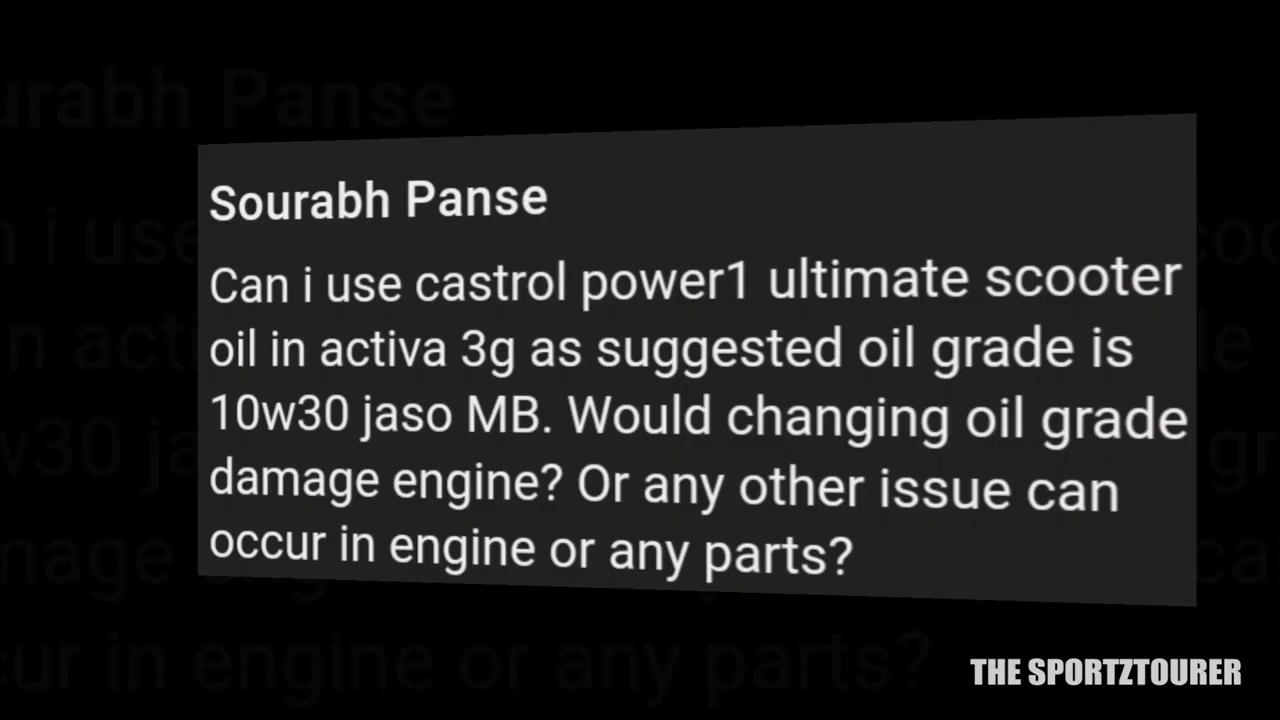 Sourabh Panse
Can i use castrol power1 ultimate scooter
oil in activa 3g as suggested oil grade is
10w30 jaso MB. Would changing oil grade
damage engine? Or any other issue can
occur in engine or any parts?
THE SPORTZTOURER